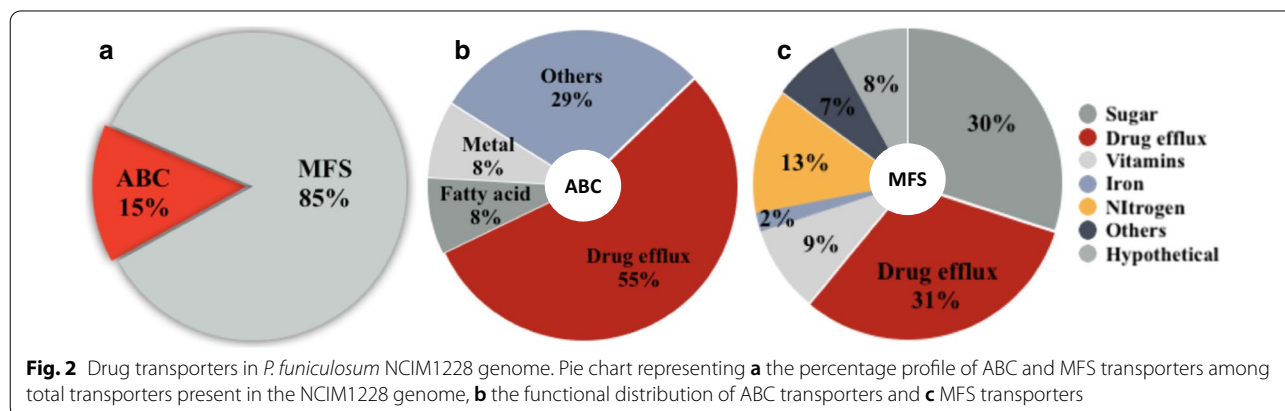 a
ABC
15%
MFS
85%
b
Others
29%
Metal
8%
Fatty acid
8%
ABC
Drug efflux
55%
c
8%
7%
30%
13%
MFS
2%
9%
Drug efflux
31%
Sugar
Drug efflux
Vitamins
Iron
NItrogen
Others
Hypothetical
Fig. 2 Drug transporters in P. funiculosum NCIM1228 genome. Pie chart representing a the percentage profile of ABC and MFS transporters among
total transporters present in the NCIM1228 genome, b the functional distribution of ABC transporters and c MFS transporters